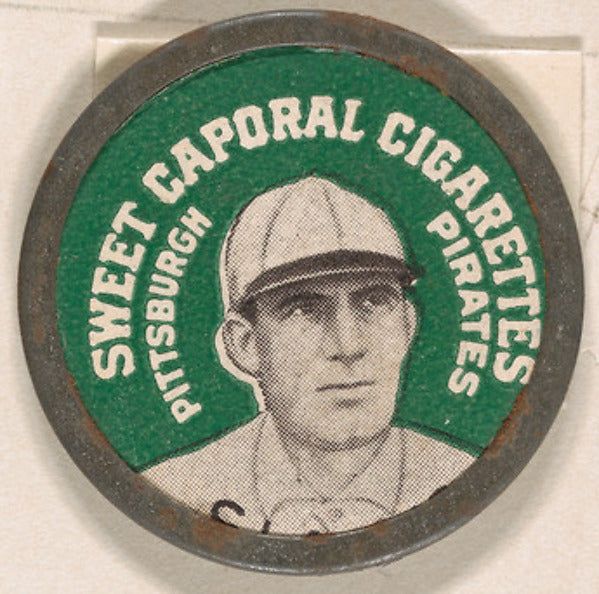 SWEET CAPORAL CIGARETTES
PITTSBURGH
PIRATES
S